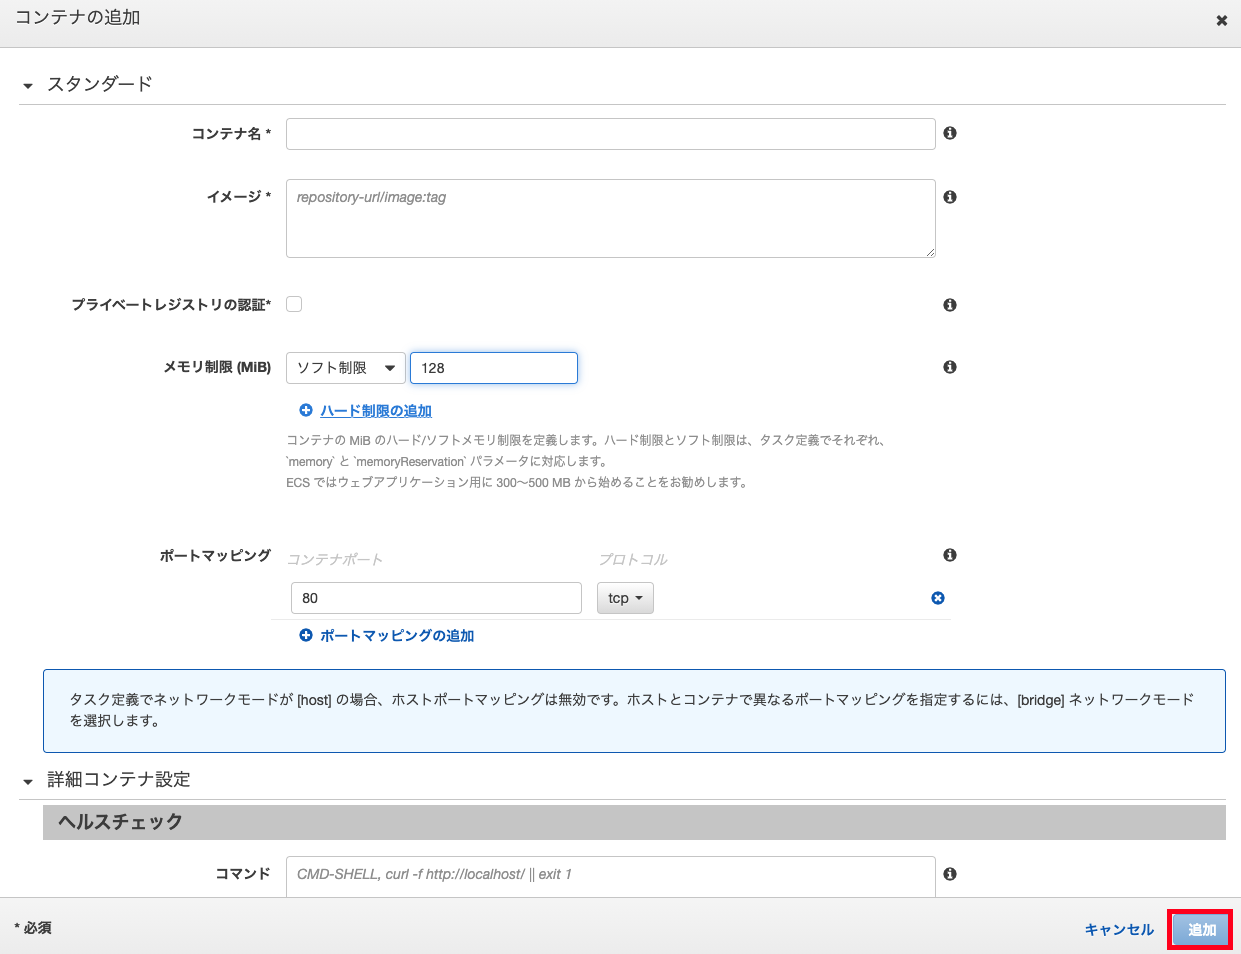 コンテナの追加
スタンダード
コンテナ名 *
イメージ *
repository-url/image:tag
プライベートレジストリの認証*
メモリ制限 (MiB)
ソフト制限
128
ハード制限の追加
コンテナの MiB のハード/ソフトメモリ制限を定義します。ハード制限とソフト制限は、タスク定義でそれぞれ、
`memory` と `memoryReservation` パラメータに対応します。
ECS ではウェブアプリケーション用に 300〜500 MB から始めることをお勧めします。
ポートマッピング
コンテナポート
プロトコル
80
tcp
ポートマッピングの追加
タスク定義でネットワークモードが [host] の場合、ホストポートマッピングは無効です。ホストとコンテナで異なるポートマッピングを指定するには、[bridge] ネットワークモード
を選択します。
詳細コンテナ設定
ヘルスチェック
コマンド
CMD-SHELL, curl -f http://localhost/ || exit 1
* 必須
キャンセル
追加